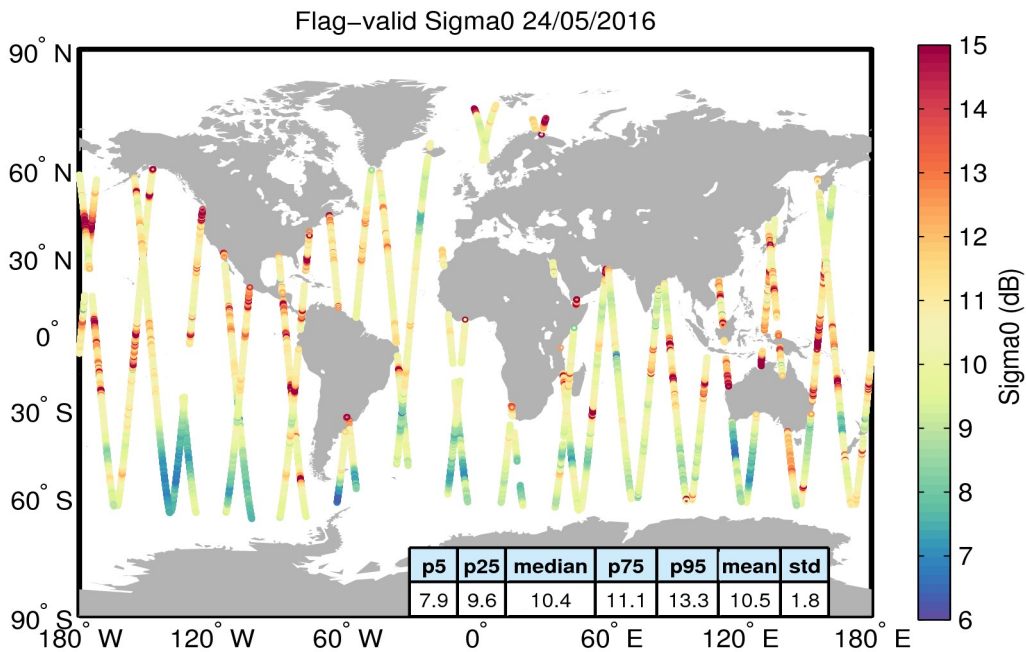 Flag−valid Sigma0 24/05/2016
90° N
60° N
30° N
0°
30° S
60° S
90° S
180° W
120° W
60° W
0°
60° E
120° E
180° E
p5 p25 median p75 p95 mean std
7.9 9.6 10.4 11.1 13.3 10.5 1.8
15
14
13
12
11
10
9
8
7
6
Sigma0 (dB)